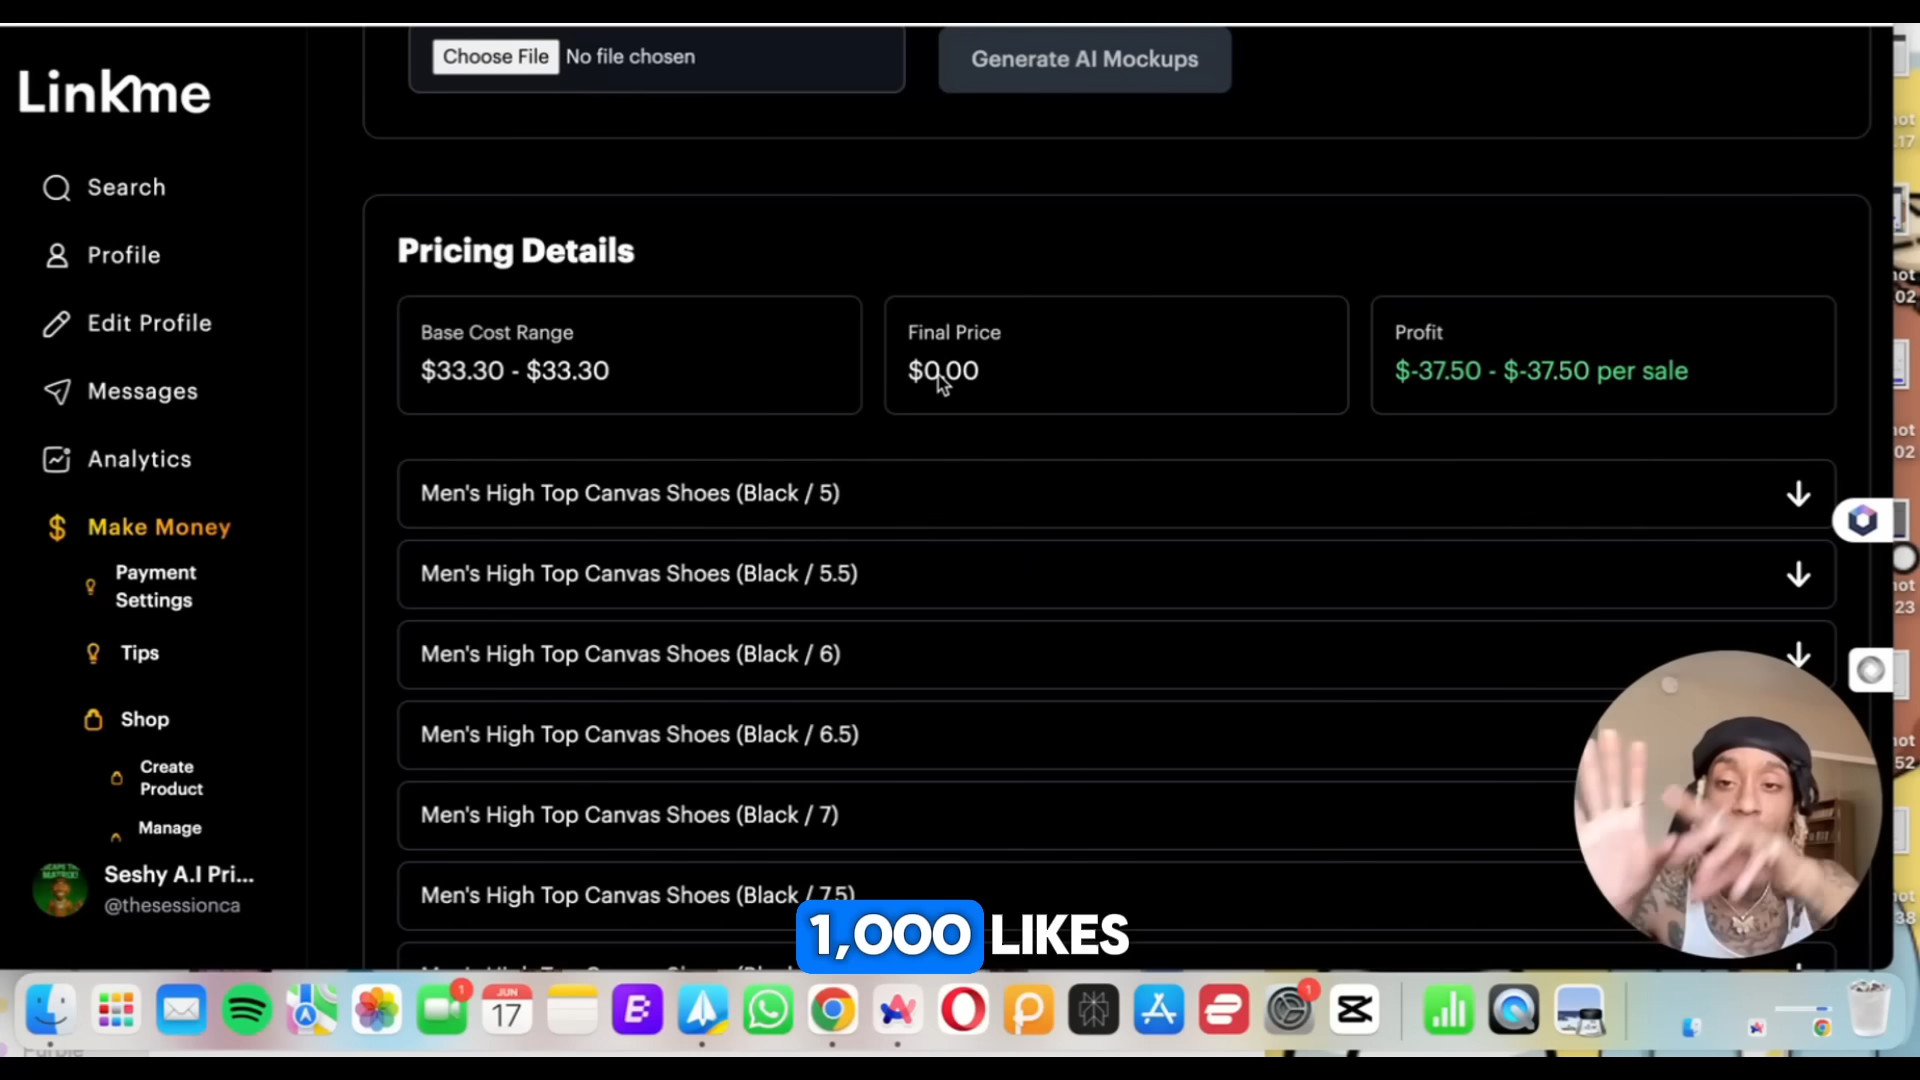 Choose File No file chosen
Generate AI Mockups
Linkme
Search
Profile
Edit Profile
Messages
Analytics
Make Money
Payment
Settings
Tips
Shop
Create
Product
Manage
Seshy A.I Pri...
@thesessionca
Pricing Details
Base Cost Range
$33.30 - $33.30
Final Price
$0.00
Profit
$-37.50 - $-37.50 per sale
Men's High Top Canvas Shoes (Black / 5)
Men's High Top Canvas Shoes (Black / 5.5)
Men's High Top Canvas Shoes (Black / 6)
Men's High Top Canvas Shoes (Black / 6.5)
Men's High Top Canvas Shoes (Black / 7)
Men's High Top Canvas Shoes (Black / 7.5)
1,000 LIKES
1
JUN
17
1